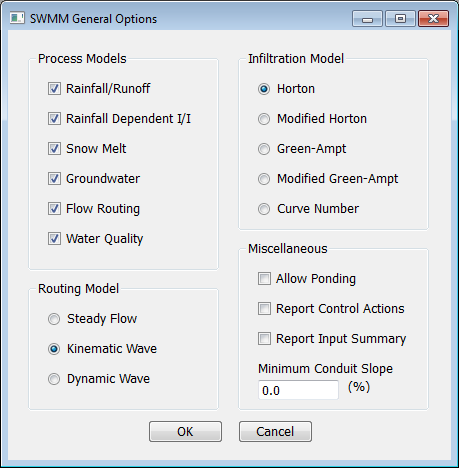 SWMM General Options
Process Models
Rainfall/Runoff
Rainfall Dependent I/I
Snow Melt
Groundwater
Flow Routing
Water Quality
Routing Model
Steady Flow
Kinematic Wave
Dynamic Wave
Infiltration Model
Horton
Modified Horton
Green-Ampt
Modified Green-Ampt
Curve Number
Miscellaneous
Allow Ponding
Report Control Actions
Report Input Summary
Minimum Conduit Slope
0.0 (%)
OK Cancel